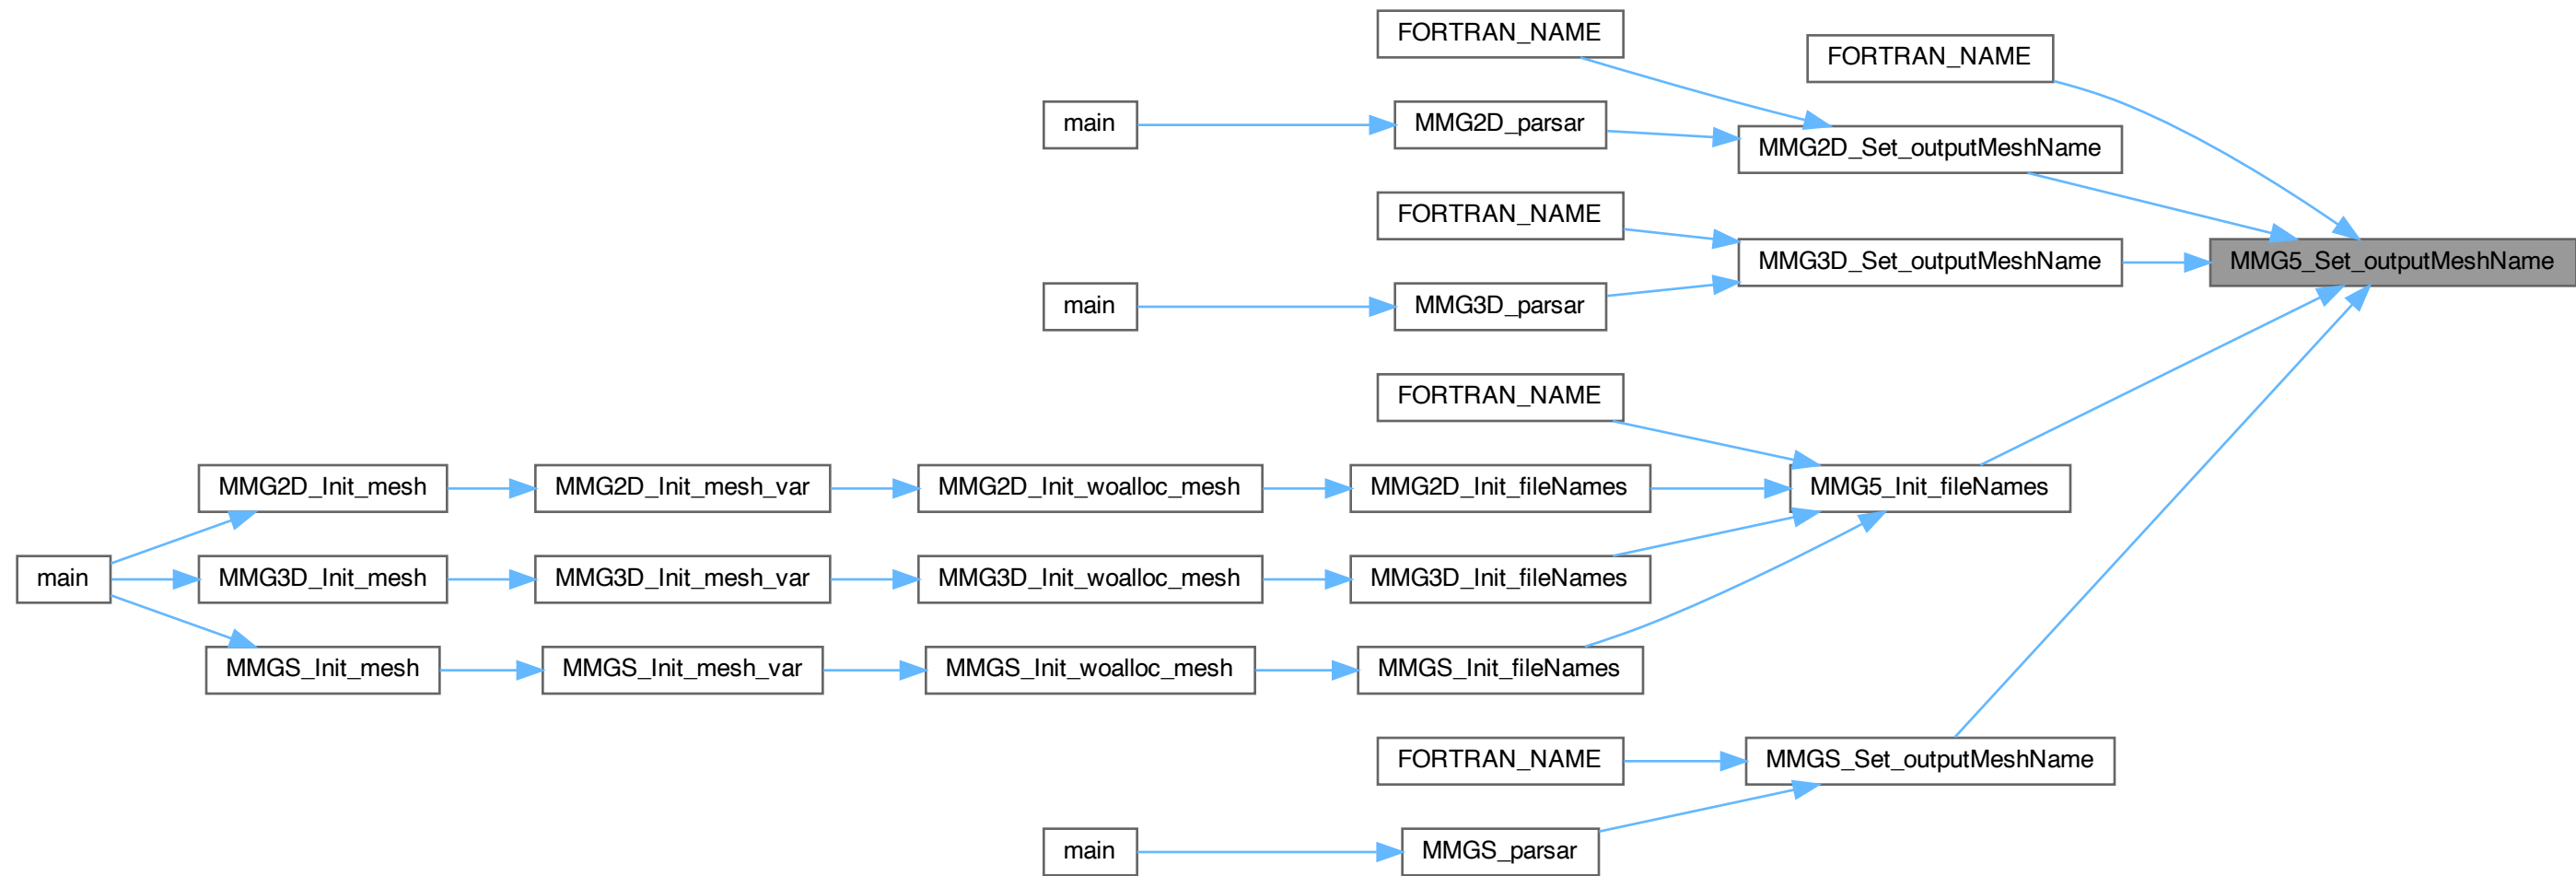 FORTRAN_NAME
FORTRAN_NAME
main
MMG2D_parsar
MMG2D_Set_outputMeshName
FORTRAN_NAME
MMG3D_Set_outputMeshName
MMG5_Set_outputMeshName
main
MMG3D_parsar
FORTRAN_NAME
MMG2D_Init_mesh
MMG2D_Init_mesh_var
MMG2D_Init_woalloc_mesh
MMG2D_Init_fileNames
MMG5_Init_fileNames
main
MMG3D_Init_mesh
MMG3D_Init_mesh_var
MMG3D_Init_woalloc_mesh
MMG3D_Init_fileNames
MMGS_Init_mesh
MMGS_Init_mesh_var
MMGS_Init_woalloc_mesh
MMGS_Init_fileNames
FORTRAN_NAME
MMGS_Set_outputMeshName
main
MMGS_parsar